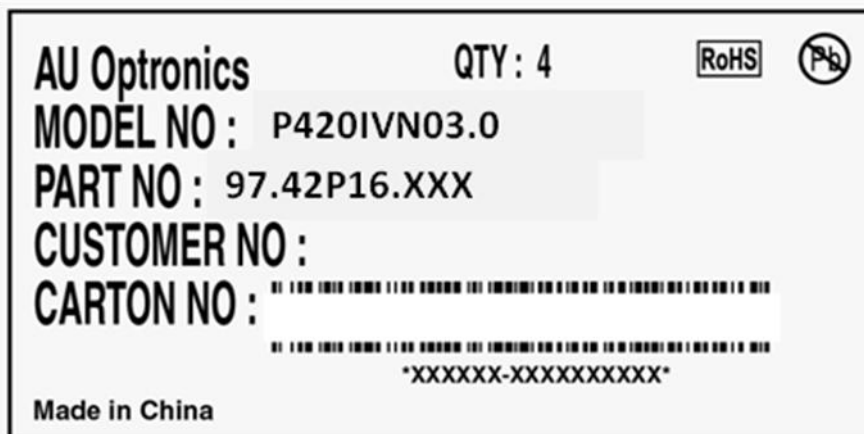 AU Optronics QTY : 4 RoHS Pb
MODEL NO : P420IVN03.0
PART NO : 97.42P16.XXX
CUSTOMER NO :
CARTON NO :
*XXXXXX-XXXXXXXXXX*
Made in China